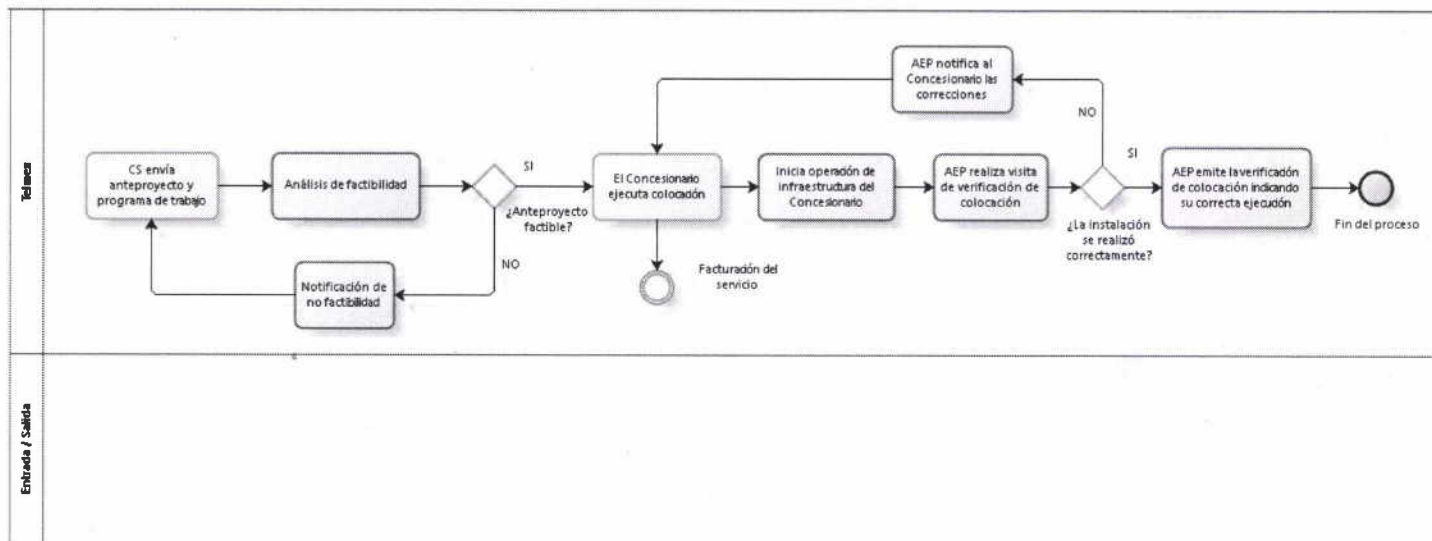 Telmex
CS envía
anteproyecto y
programa de trabajo
Análisis de factibilidad
SI
¿Anteproyecto
factible?
NO
Notificación de
no factibilidad
El Concesionario
ejecuta colocación
Facturación del
servicio
Inicia operación de
infraestructura del
Concesionario
AEP realiza visita
de verificación de
colocación
AEP notifica al
Concesionario las
correcciones
NO
SI
¿La instalación
se realizó
correctamente?
AEP emite la verificación
de colocación indicando
su correcta ejecución
Fin del proceso
Entrada / Salida